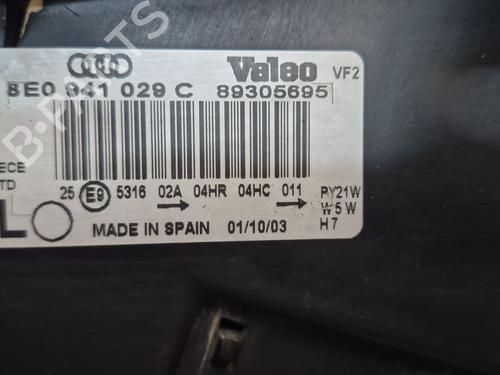 Valeo VF2
8E0 941 029 C 89305695
ECE
TD
25 E9 5316 02A 04HR 04HC 011 PY21W
W5W
L H7
MADE IN SPAIN 01/10/03